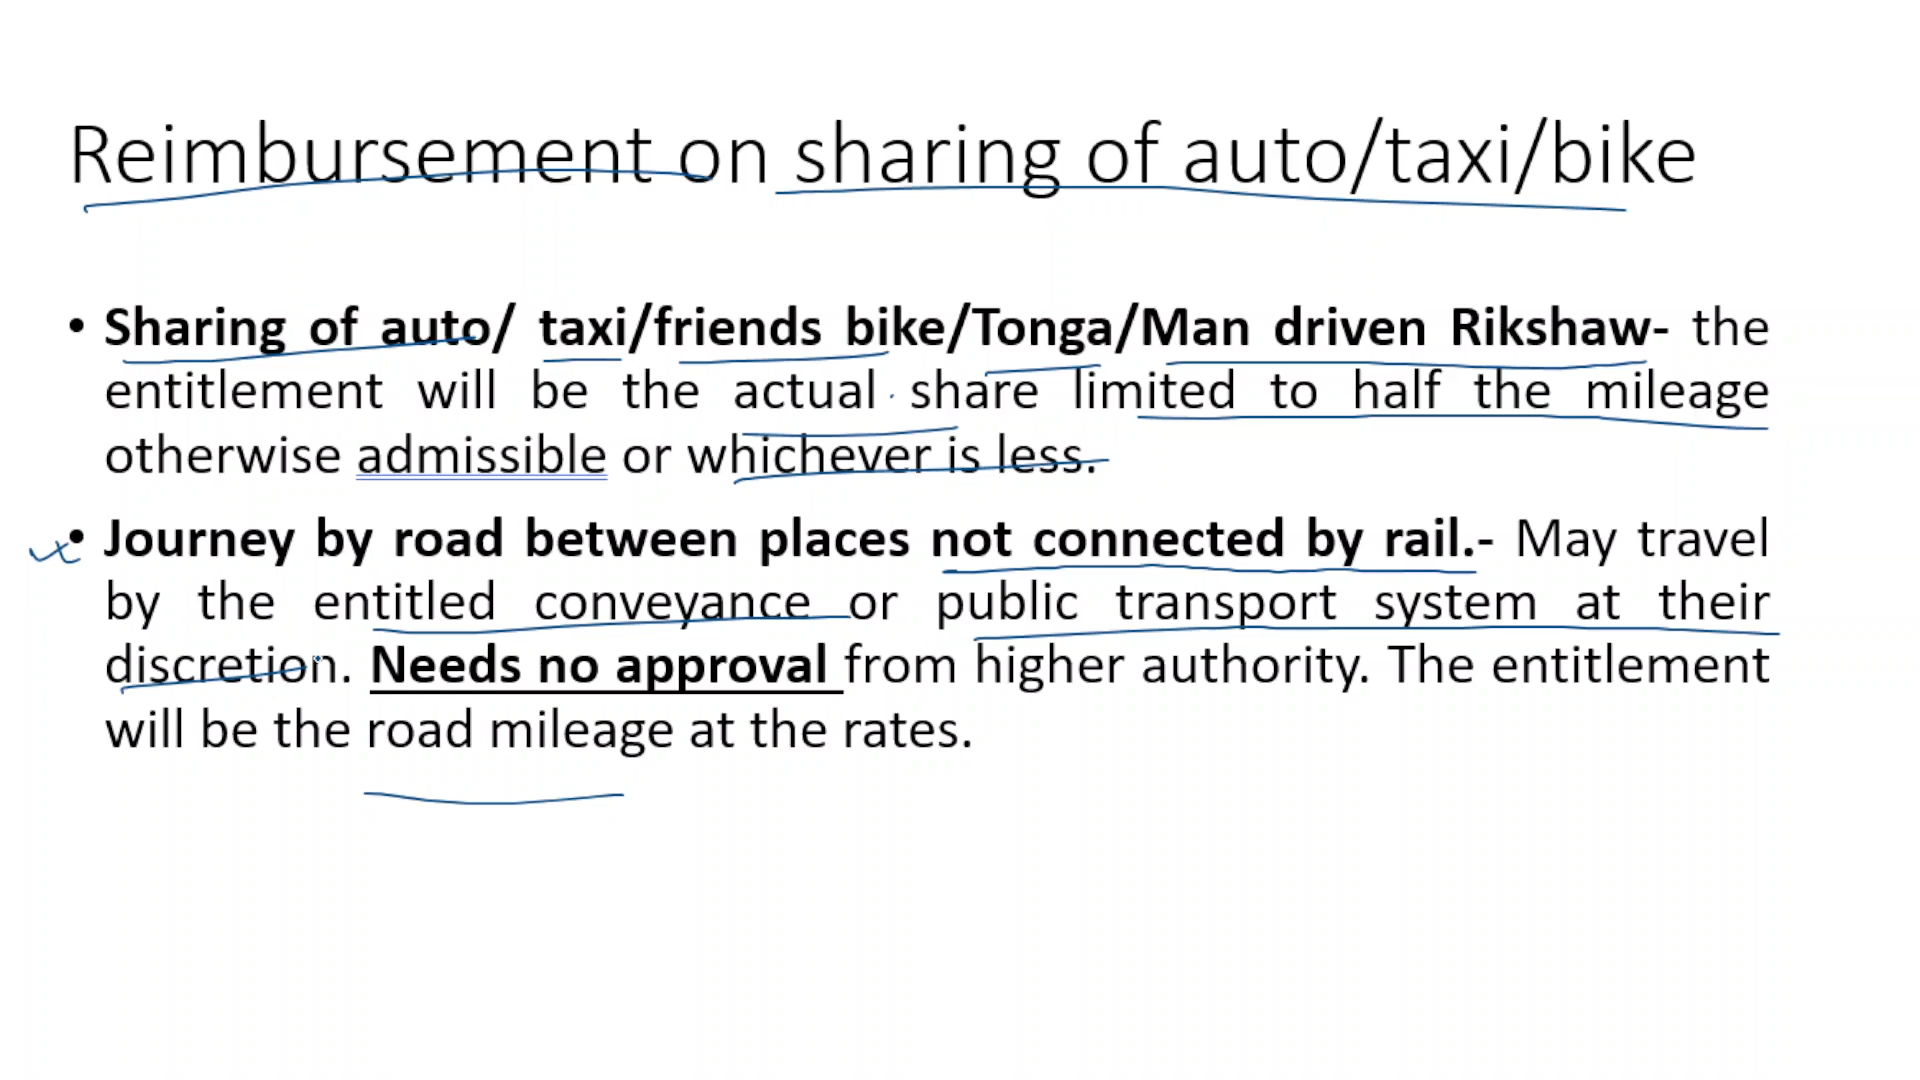 Reimbursement on sharing of auto/taxi/bike
• Sharing of auto/ taxi/friends bike/Tonga/Man driven Rikshaw- the
entitlement will be the actual share limited to half the mileage
otherwise admissible or whichever is less.
• Journey by road between places not connected by rail.- May travel
by the entitled conveyance or public transport system at their
discretion. Needs no approval from higher authority. The entitlement
will be the road mileage at the rates.